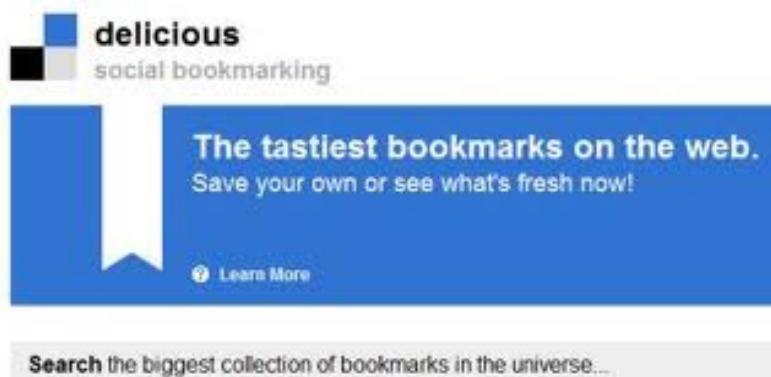 delicious
social bookmarking
The tastiest bookmarks on the web.
Save your own or see what's fresh now!
? Learn More
Search the biggest collection of bookmarks in the universe...